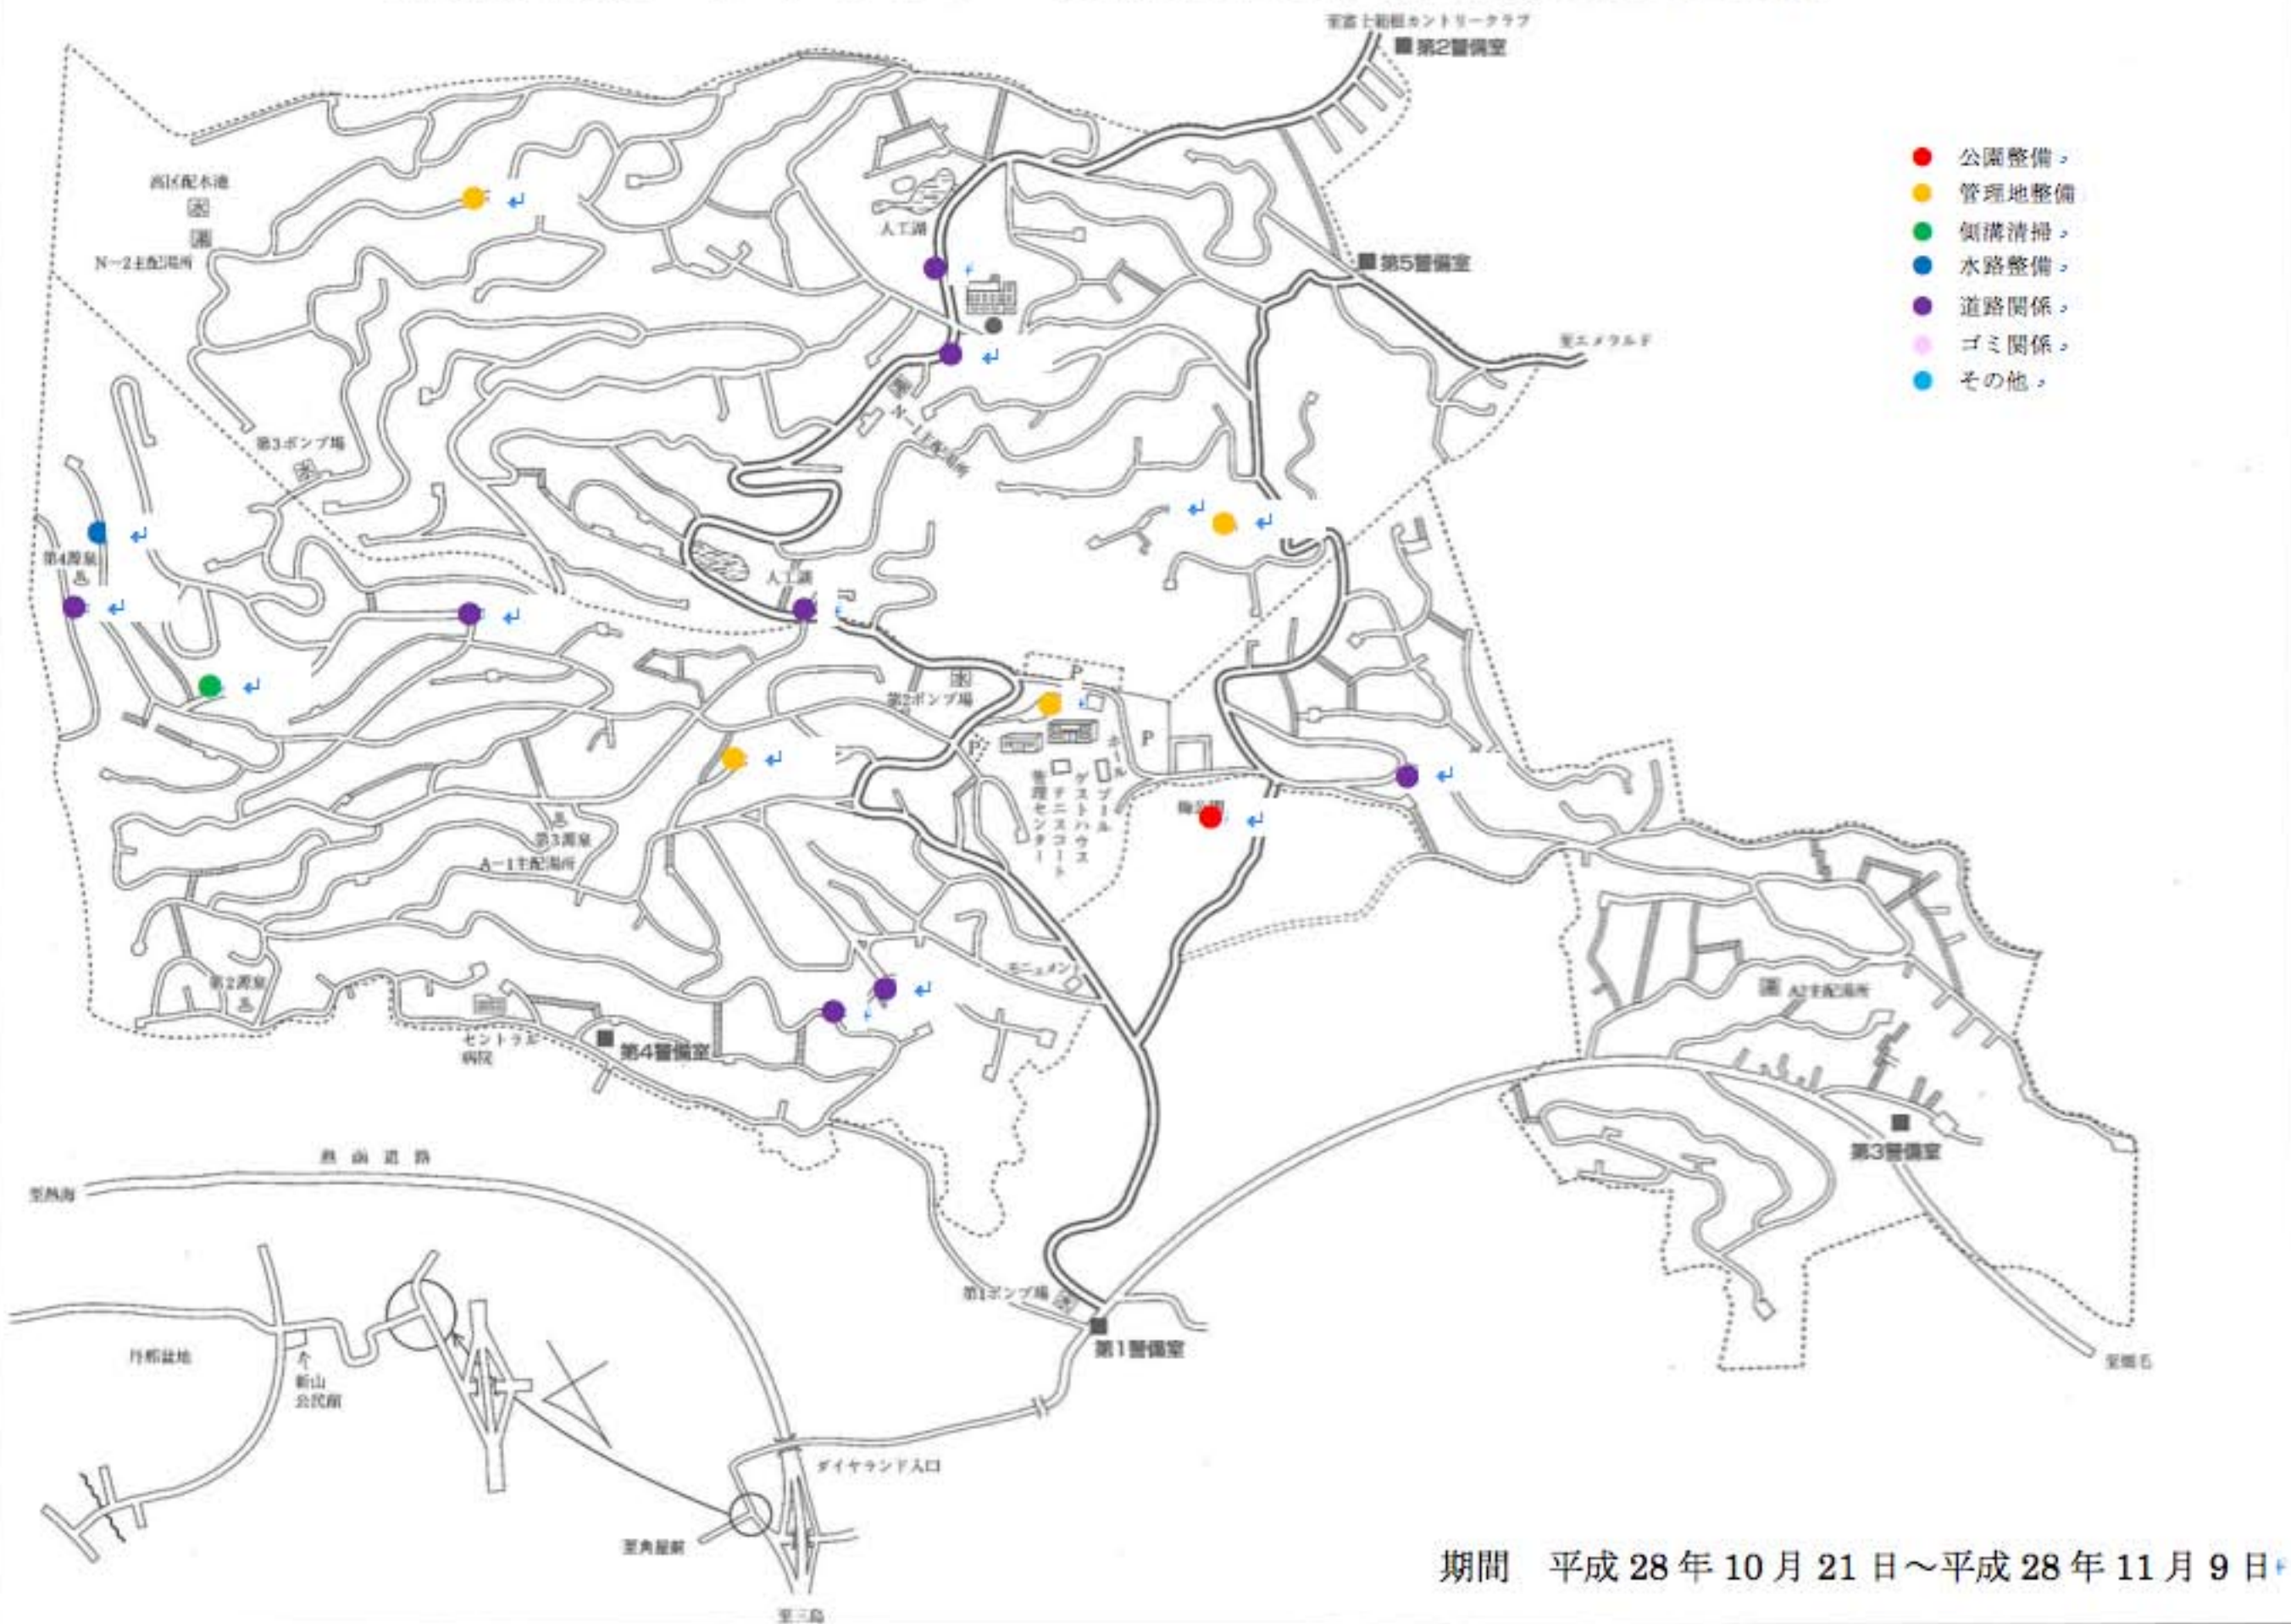 至富士箱根カントリークラブ
第2警備室
公園整備
管理地整備
側溝清掃
水路整備
道路関係
ゴミ関係
その他
高区配水池
水
湯
N－2主配湯所
人工湖
第5警備室
至エメラルド
第3ポンプ場
水
N－1主配湯所
第4源泉
人工湖
水
第2ポンプ場
P
P
P
プール
ゲストハウス
テニスコート
管理センター
第3源泉
A－1主配湯所
モニュメント
第2源泉
セントラル
病院
第4警備室
湯
A2主配湯所
第3警備室
熱函道路
至熱海
第1ポンプ場
水
第1警備室
至畑毛
丹那盆地
新山
公民館
ダイヤランド入口
至角屋前
至三島
期間　平成28年10月21日～平成28年11月9日